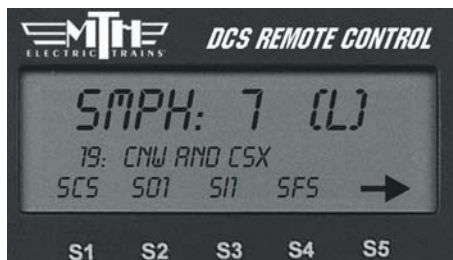 MTH DCS REMOTE CONTROL
ELECTRIC TRAINS
SMPH: 7 (L)
19: CNW AND CSX
SCS SO1 SI1 SFS
S1 S2 S3 S4 S5